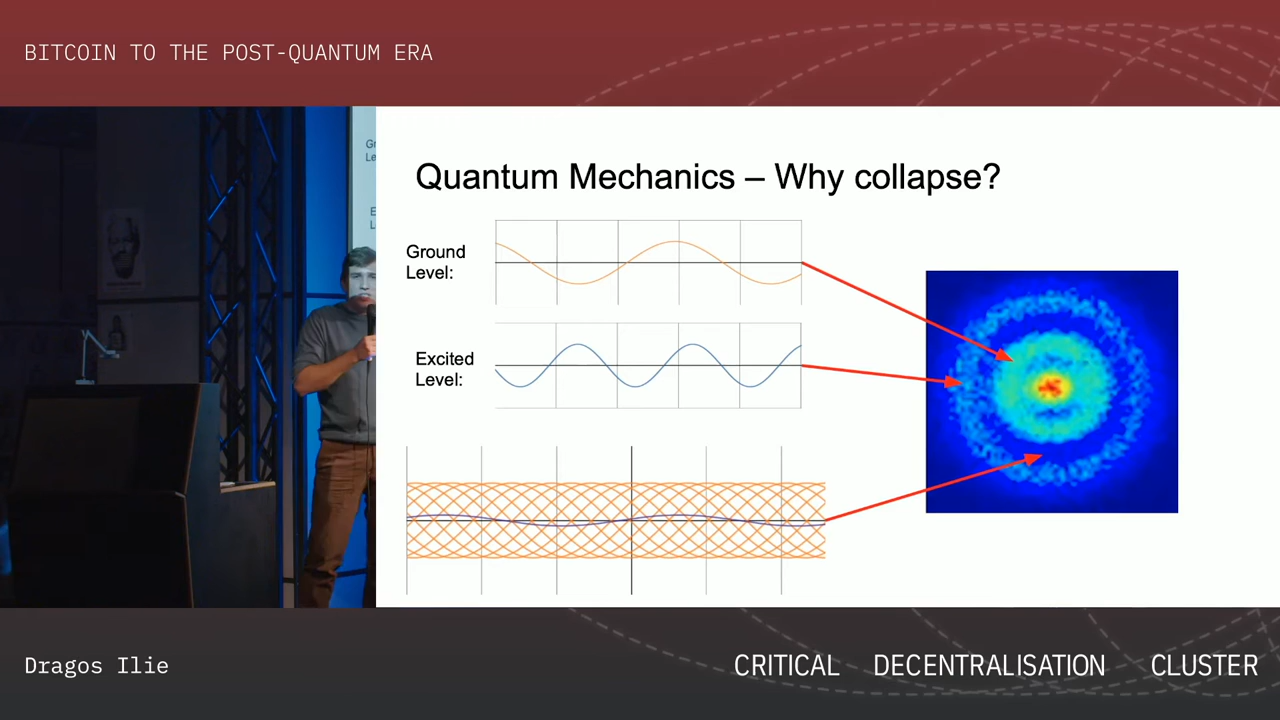 BITCOIN TO THE POST-QUANTUM ERA
Quantum Mechanics – Why collapse?
Ground
Level:
Excited
Level:
Dragos Ilie
CRITICAL DECENTRALISATION CLUSTER